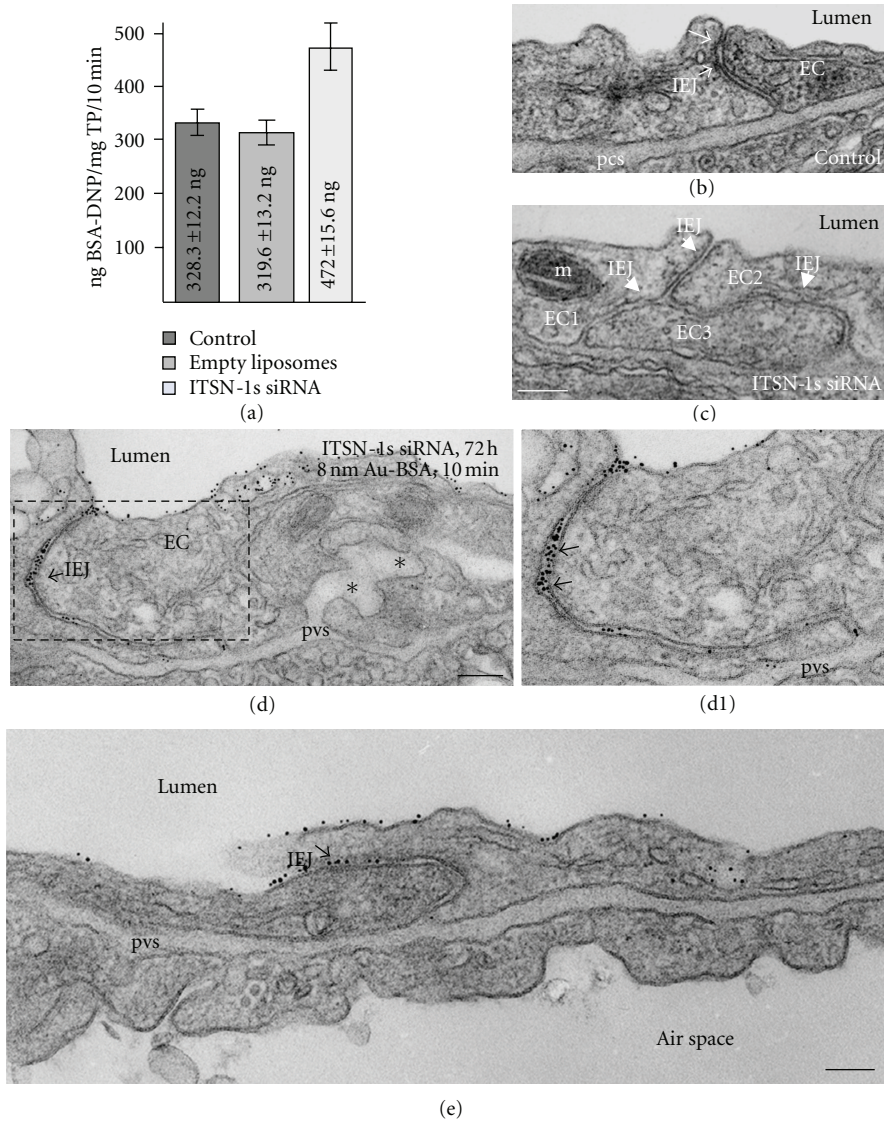 500
400
300
200
100
ng BSA-DNP/mg TP/10 min
328.3 ±12.2 ng
319.6 ±13.2 ng
472±15.6 ng
Control
Empty liposomes
ITSN-1s siRNA
(a)
Lumen
IEJ
EC
pcs
Control
(b)
Lumen
IEJ
IEJ
IEJ
m
EC2
EC1
EC3
ITSN-1s siRNA
(c)
Lumen
ITSN-1s siRNA, 72 h
8 nm Au-BSA, 10 min
EC
IEJ
*
*
pvs
(d)
pvs
(d1)
Lumen
IEJ
pvs
Air space
(e)